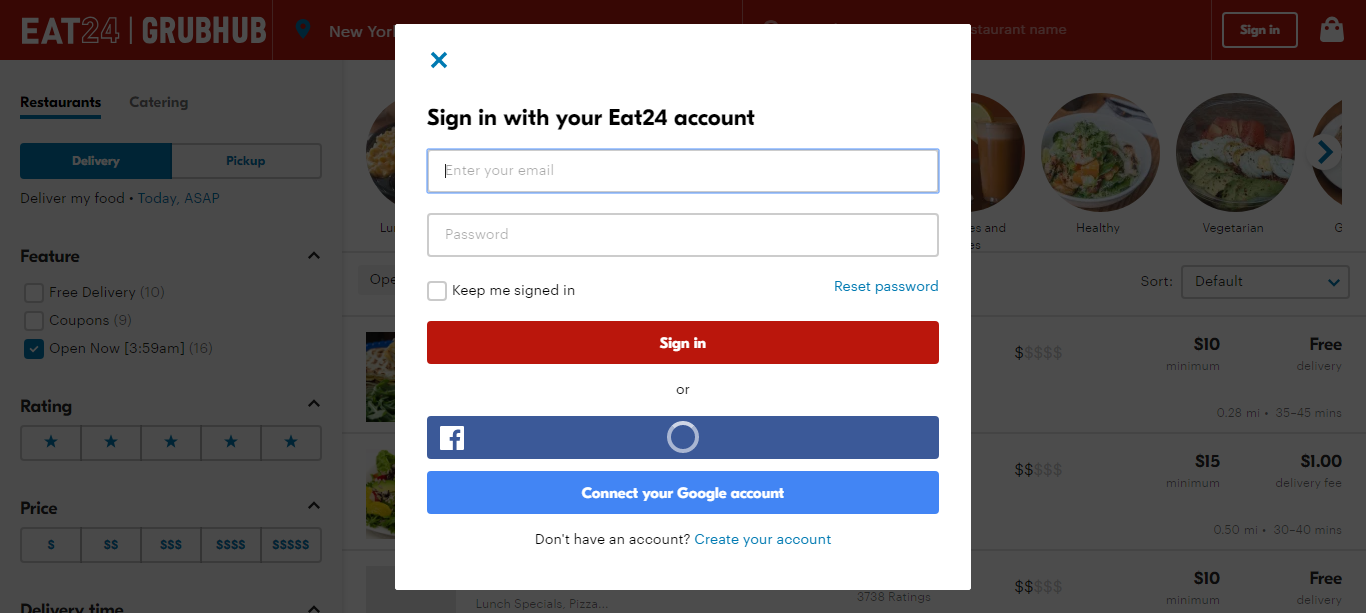 EAT24 | GRUBHUB
New York
restaurant name
Sign in
Restaurants
Catering
Delivery
Pickup
Deliver my food • Today, ASAP
Feature
Free Delivery (10)
Coupons (9)
Open Now [3:59am] (16)
Rating
Price
$
$$
$$$
$$$$
$$$$$
Delivery time
Sign in with your Eat24 account
Enter your email
Password
Keep me signed in
Reset password
Sign in
or
Connect your Google account
Don't have an account? Create your account
Healthy
Vegetarian
Sort:
Default
$$$$$
$10
minimum
Free
delivery
0.28 mi • 35–45 mins
$$$$$
$15
minimum
$1.00
delivery fee
0.50 mi • 30–40 mins
Lunch Specials, Pizza...
3738 Ratings
$$$$$
$10
minimum
Free
delivery